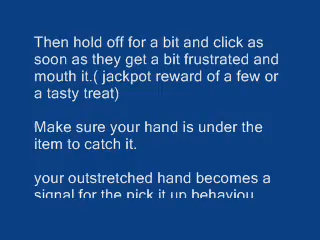 Then hold off for a bit and click as
soon as they get a bit frustrated and
mouth it.( jackpot reward of a few or
a tasty treat)
Make sure your hand is under the
item to catch it.
your outstretched hand becomes a
signal for the pick it up behaviou